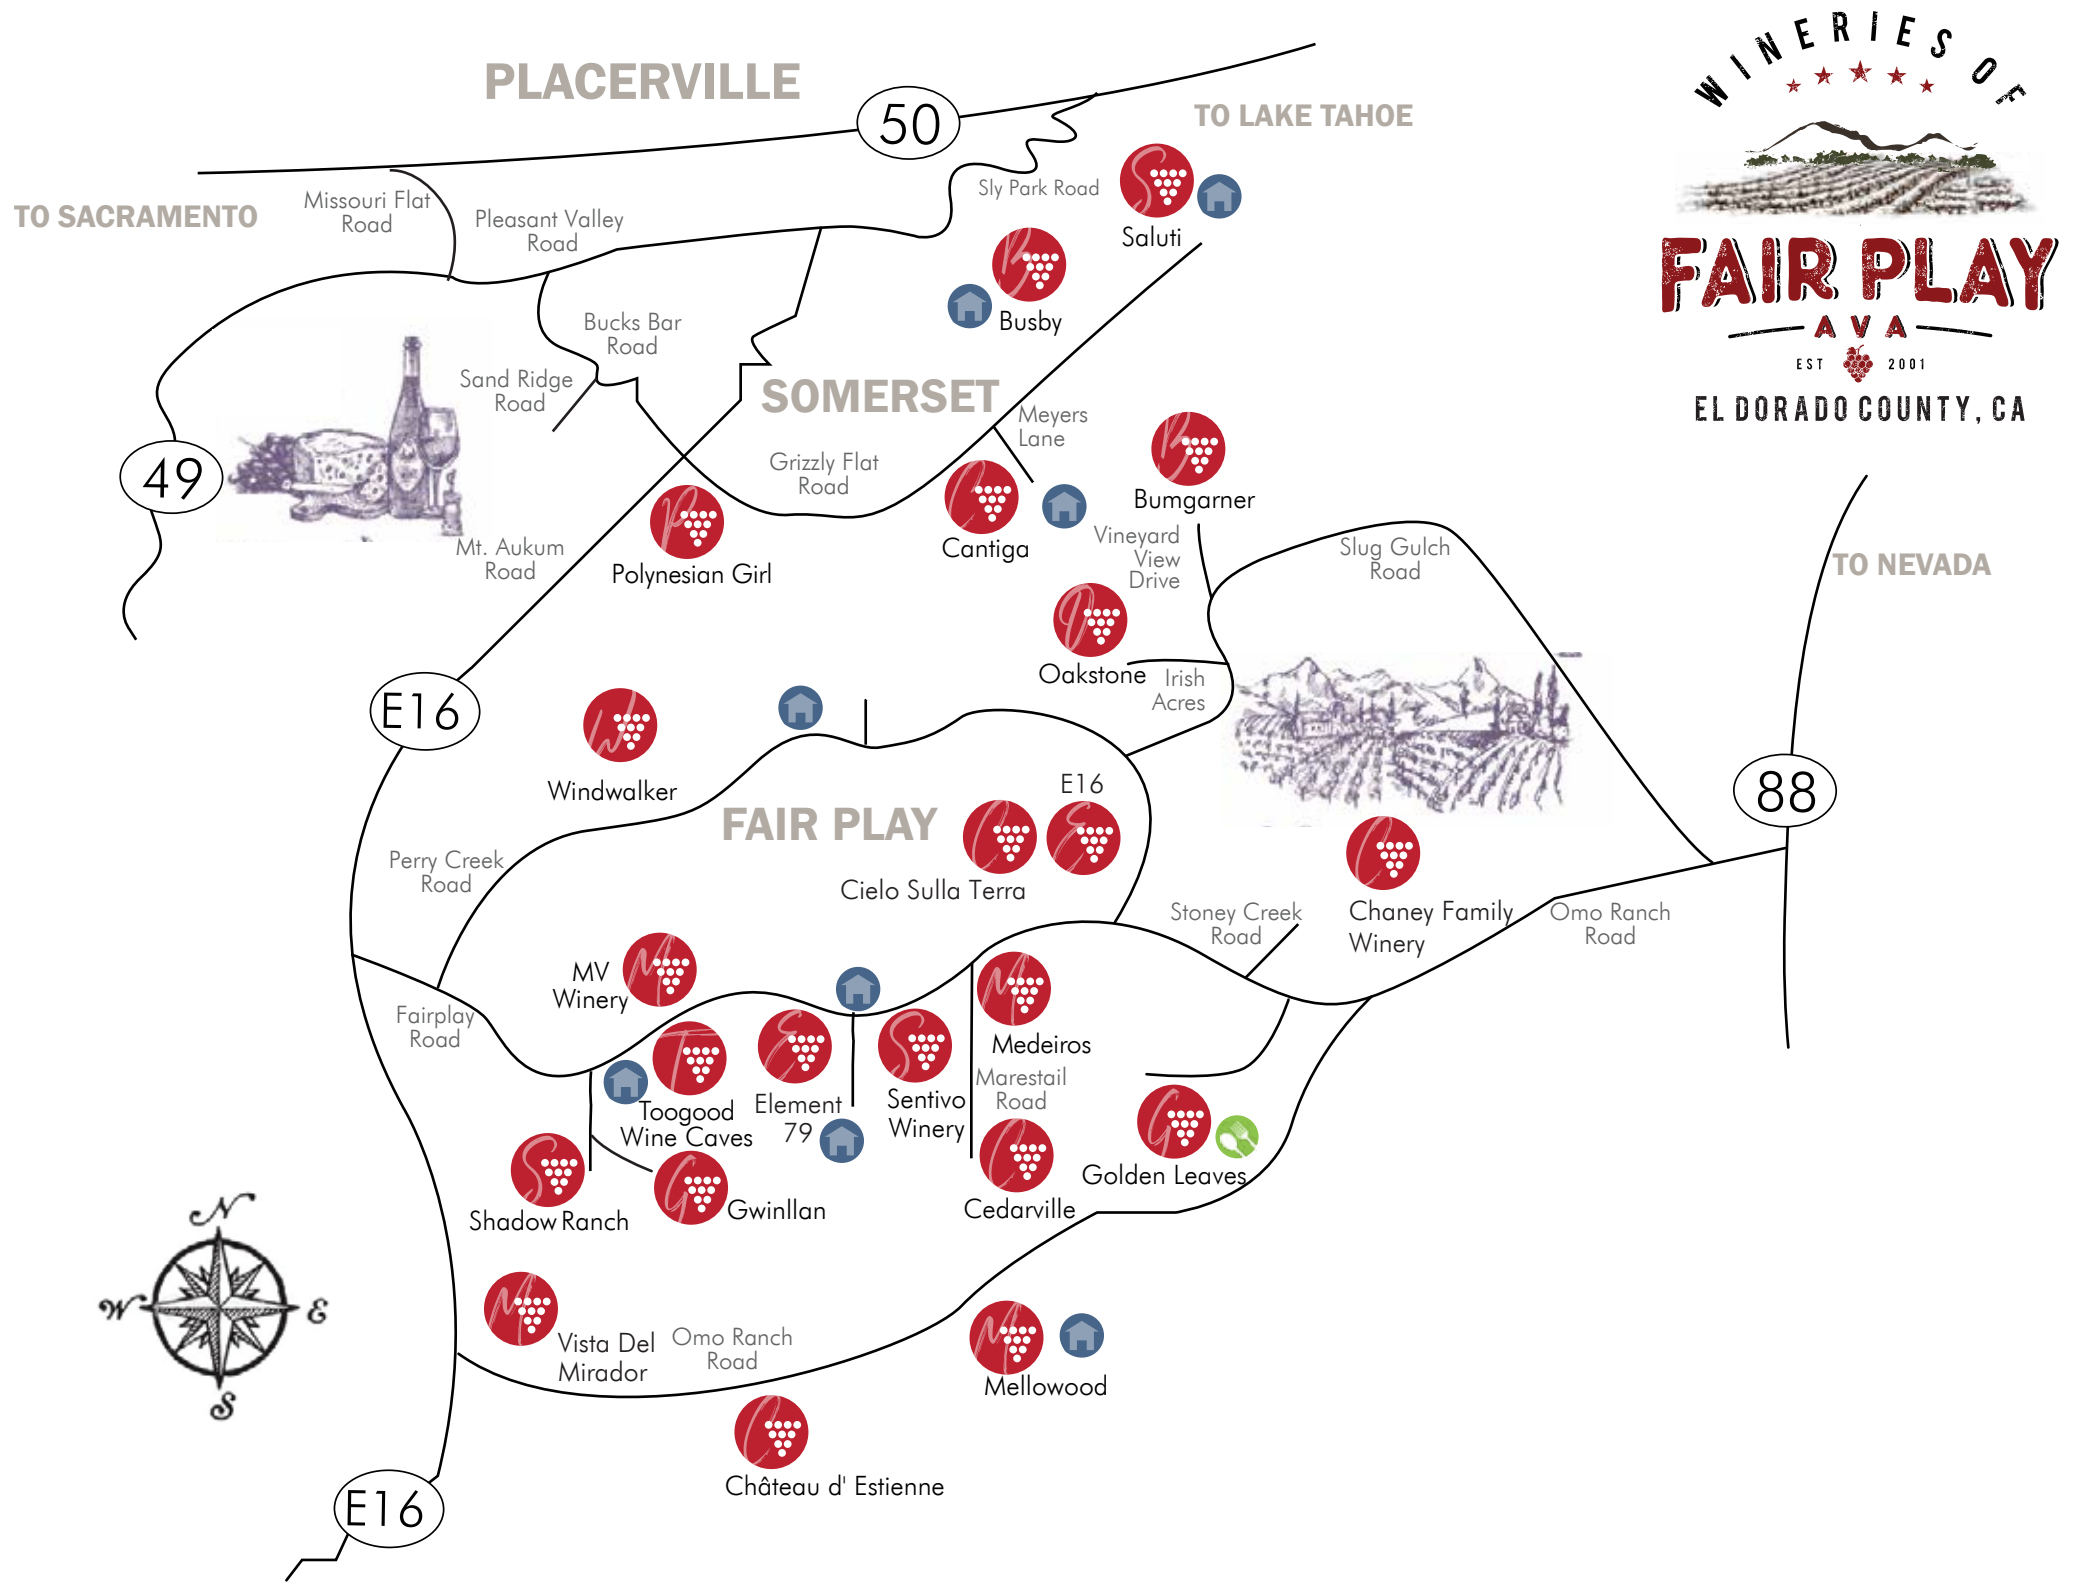 WINERIES OF
FAIR PLAY
AVA
EST 2001
EL DORADO COUNTY, CA
PLACERVILLE
50
TO LAKE TAHOE
TO SACRAMENTO
Missouri Flat
Road
Pleasant Valley
Road
Sly Park Road
Saluti
Busby
Bucks Bar
Road
Sand Ridge
Road
SOMERSET
Meyers
Lane
49
Grizzly Flat
Road
Bumgarner
Cantiga
Mt. Aukum
Road
Polynesian Girl
Vineyard
View
Drive
Slug Gulch
Road
TO NEVADA
Oakstone
Irish
Acres
E16
Windwalker
FAIR PLAY
E16
88
Perry Creek
Road
Cielo Sulla Terra
Stoney Creek
Road
Chaney Family
Winery
Omo Ranch
Road
MV
Winery
Fairplay
Road
Medeiros
Marestail
Road
Toogood
Wine Caves
Element
79
Sentivo
Winery
Golden Leaves
Shadow Ranch
Gwinllan
Cedarville
N
W
E
S
Vista Del
Mirador
Omo Ranch
Road
Mellowood
Château d' Estienne
E16